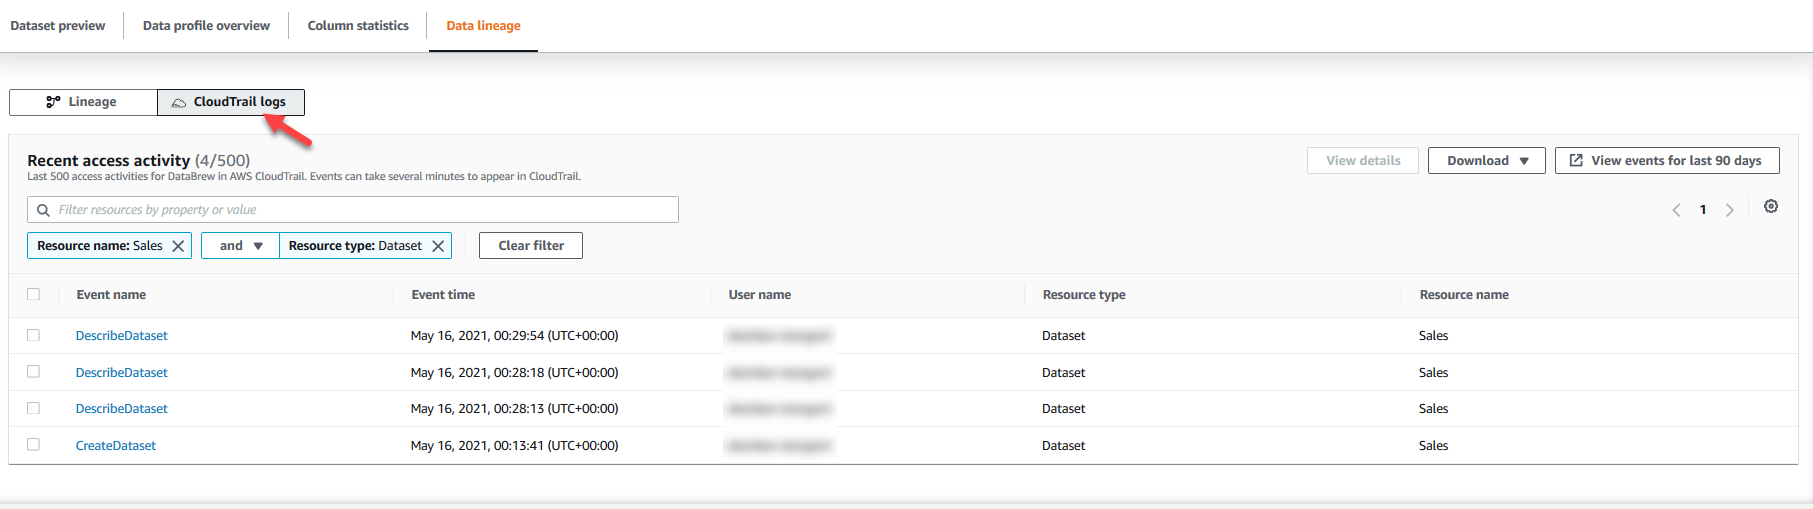 Dataset preview Data profile overview Column statistics Data lineage
Lineage CloudTrail logs
Recent access activity (4/500) View details Download View events for last 90 days
Last 500 access activities for DataBrew in AWS CloudTrail. Events can take several minutes to appear in CloudTrail.
Filter resources by property or value 1
Resource name: Sales and Resource type: Dataset Clear filter
Event name Event time User name Resource type Resource name
DescribeDataset May 16, 2021, 00:29:54 (UTC+00:00) Dataset Sales
DescribeDataset May 16, 2021, 00:28:18 (UTC+00:00) Dataset Sales
DescribeDataset May 16, 2021, 00:28:13 (UTC+00:00) Dataset Sales
CreateDataset May 16, 2021, 00:13:41 (UTC+00:00) Dataset Sales